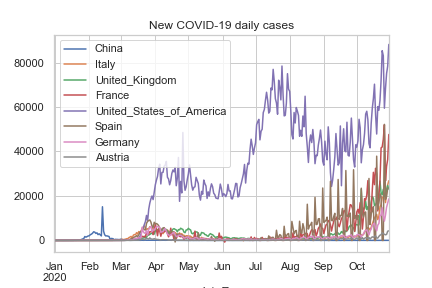 New COVID-19 daily cases
China
Italy
United_Kingdom
France
United_States_of_America
Spain
Germany
Austria
80000
60000
40000
20000
0
Jan Feb Mar Apr May Jun Jul Aug Sep Oct
2020